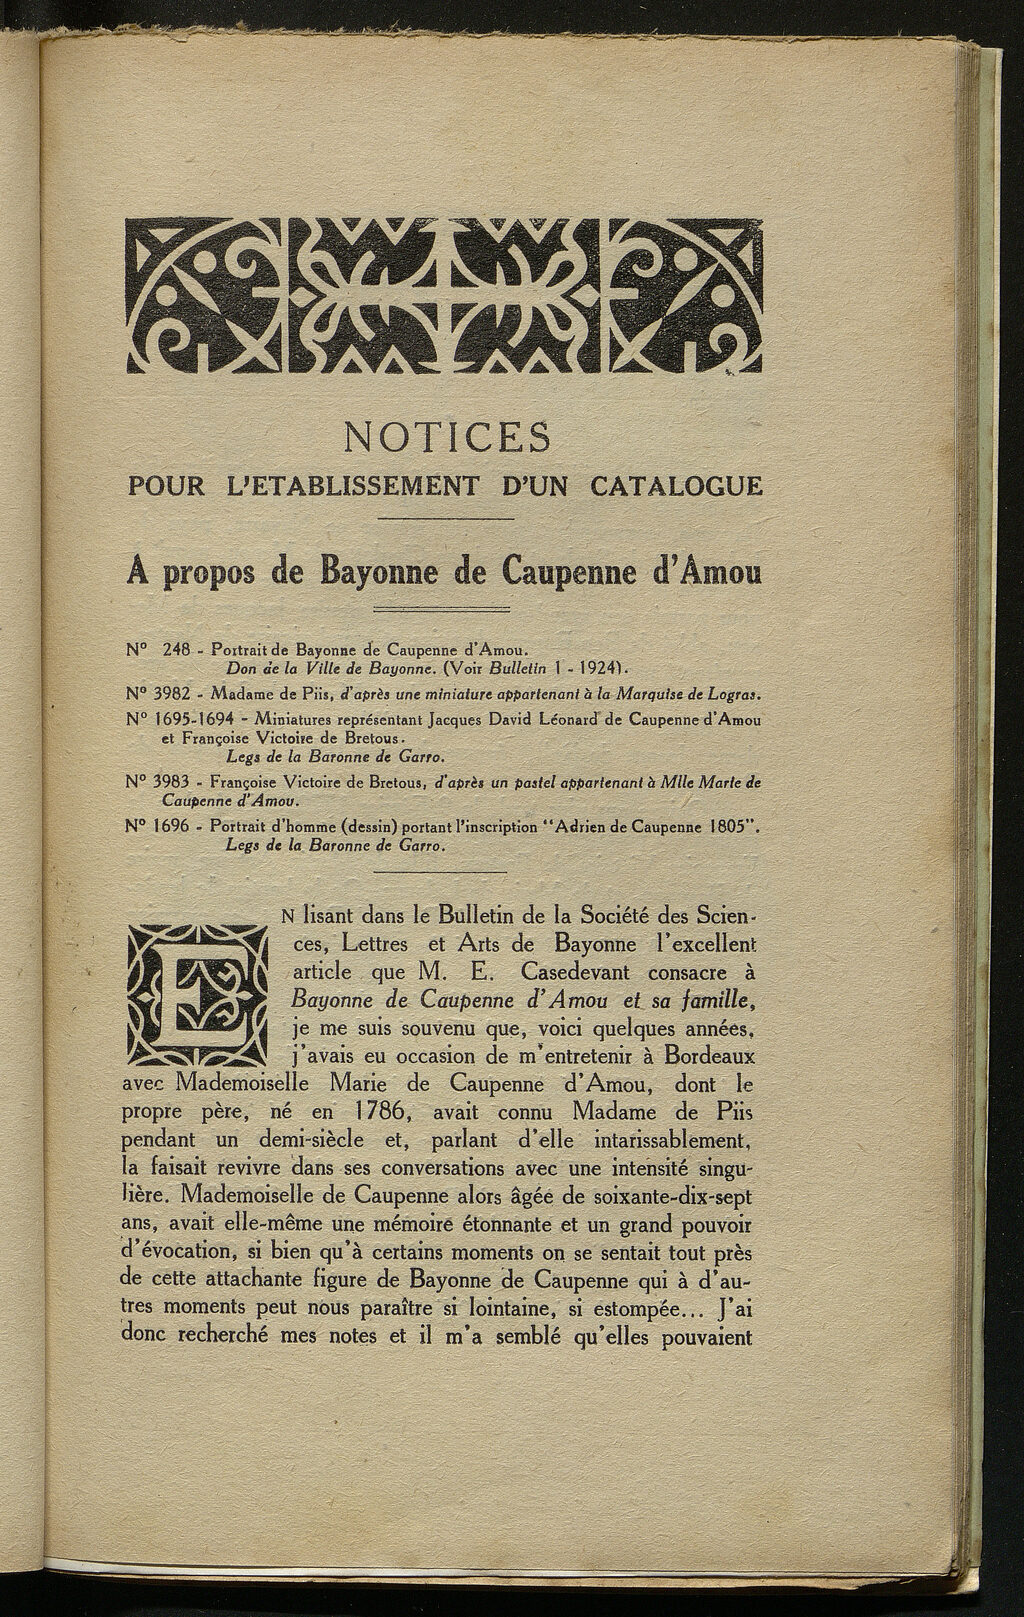 NOTICES
POUR L'ETABLISSEMENT D'UN CATALOGUE
A propos de Bayonne de Caupenne d'Amou
N° 248 - Portrait de Bayonne de Caupenne d'Amou.
Don de la Ville de Bayonne. (Voir Bulletin 1 - 1924).
N° 3982 - Madame de Piis, d'après une miniature appartenant à la Marquise de Logras.
N° 1695-1694 - Miniatures représentant Jacques David Léonard de Caupenne d'Amou
et Françoise Victoire de Bretous.
Legs de la Baronne de Garro.
N° 3983 - Françoise Victoire de Bretous, d'après un pastel appartenant à Mlle Marie de
Caupenne d'Amou.
N° 1696 - Portrait d'homme (dessin) portant l'inscription "Adrien de Caupenne 1805".
Legs de la Baronne de Garro.
EN lisant dans le Bulletin de la Société des Scien-
ces, Lettres et Arts de Bayonne l'excellent
article que M. E. Casedevant consacre à
Bayonne de Caupenne d'Amou et sa famille,
je me suis souvenu que, voici quelques années,
j'avais eu occasion de m'entretenir à Bordeaux
avec Mademoiselle Marie de Caupenne d'Amou, dont le
propre père, né en 1786, avait connu Madame de Piis
pendant un demi-siècle et, parlant d'elle intarissablement,
la faisait revivre dans ses conversations avec une intensité singu-
lière. Mademoiselle de Caupenne alors âgée de soixante-dix-sept
ans, avait elle-même une mémoire étonnante et un grand pouvoir
d'évocation, si bien qu'à certains moments on se sentait tout près
de cette attachante figure de Bayonne de Caupenne qui à d'au-
tres moments peut nous paraître si lointaine, si estompée... J'ai
donc recherché mes notes et il m'a semblé qu'elles pouvaient